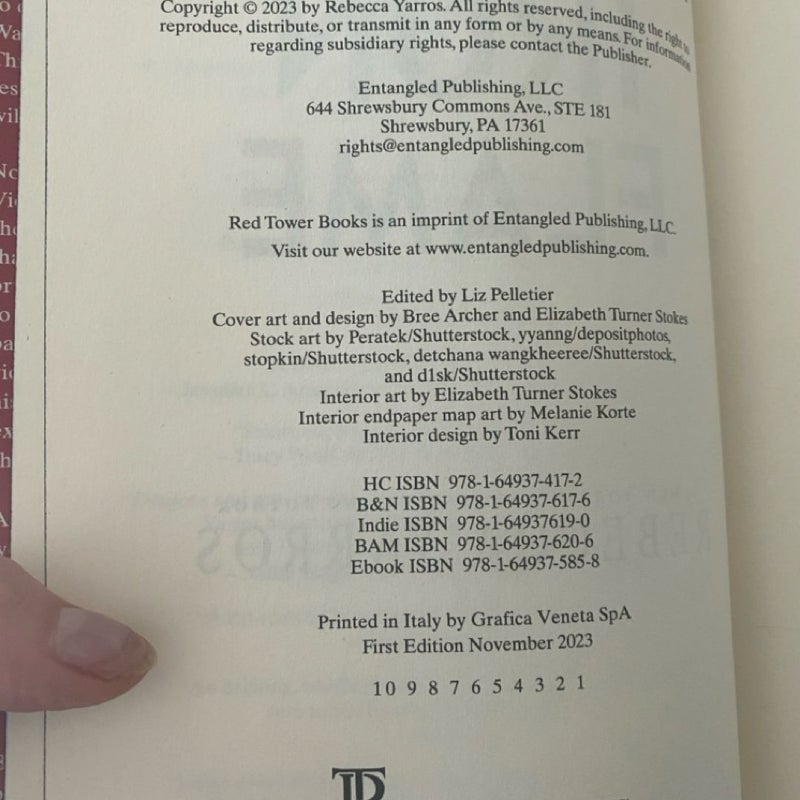 Copyright © 2023 by Rebecca Yarros. All rights reserved, including the right to
reproduce, distribute, or transmit in any form or by any means. For information
regarding subsidiary rights, please contact the Publisher.
Entangled Publishing, LLC
644 Shrewsbury Commons Ave., STE 181
Shrewsbury, PA 17361
rights@entangledpublishing.com
Red Tower Books is an imprint of Entangled Publishing, LLC.
Visit our website at www.entangledpublishing.com.
Edited by Liz Pelletier
Cover art and design by Bree Archer and Elizabeth Turner Stokes
Stock art by Peratek/Shutterstock, yyanng/depositphotos,
stopkin/Shutterstock, detchana wangkheeree/Shutterstock,
and d1sk/Shutterstock
Interior art by Elizabeth Turner Stokes
Interior endpaper map art by Melanie Korte
Interior design by Toni Kerr
HC ISBN 978-1-64937-417-2
B&N ISBN 978-1-64937-617-6
Indie ISBN 978-1-64937619-0
BAM ISBN 978-1-64937-620-6
Ebook ISBN 978-1-64937-585-8
Printed in Italy by Grafica Veneta SpA
First Edition November 2023
10 9 8 7 6 5 4 3 2 1